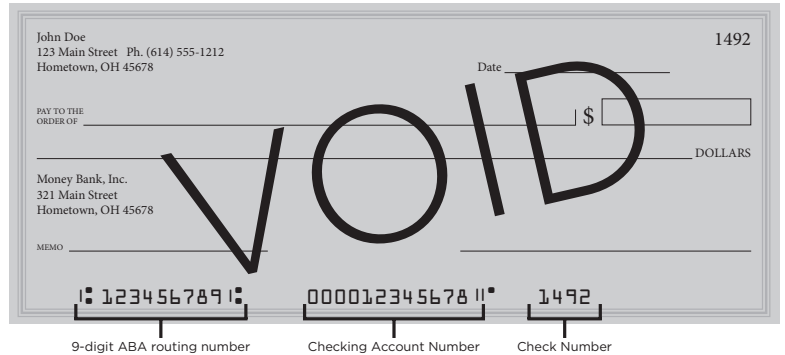 John Doe
123 Main Street Ph. (614) 555-1212
Hometown, OH 45678
1492
Date
PAY TO THE
ORDER OF
$
DOLLARS
VOID
Money Bank, Inc.
321 Main Street
Hometown, OH 45678
MEMO
⑆123456789⑆ 000012345678⑈ 1492
9-digit ABA routing number Checking Account Number Check Number